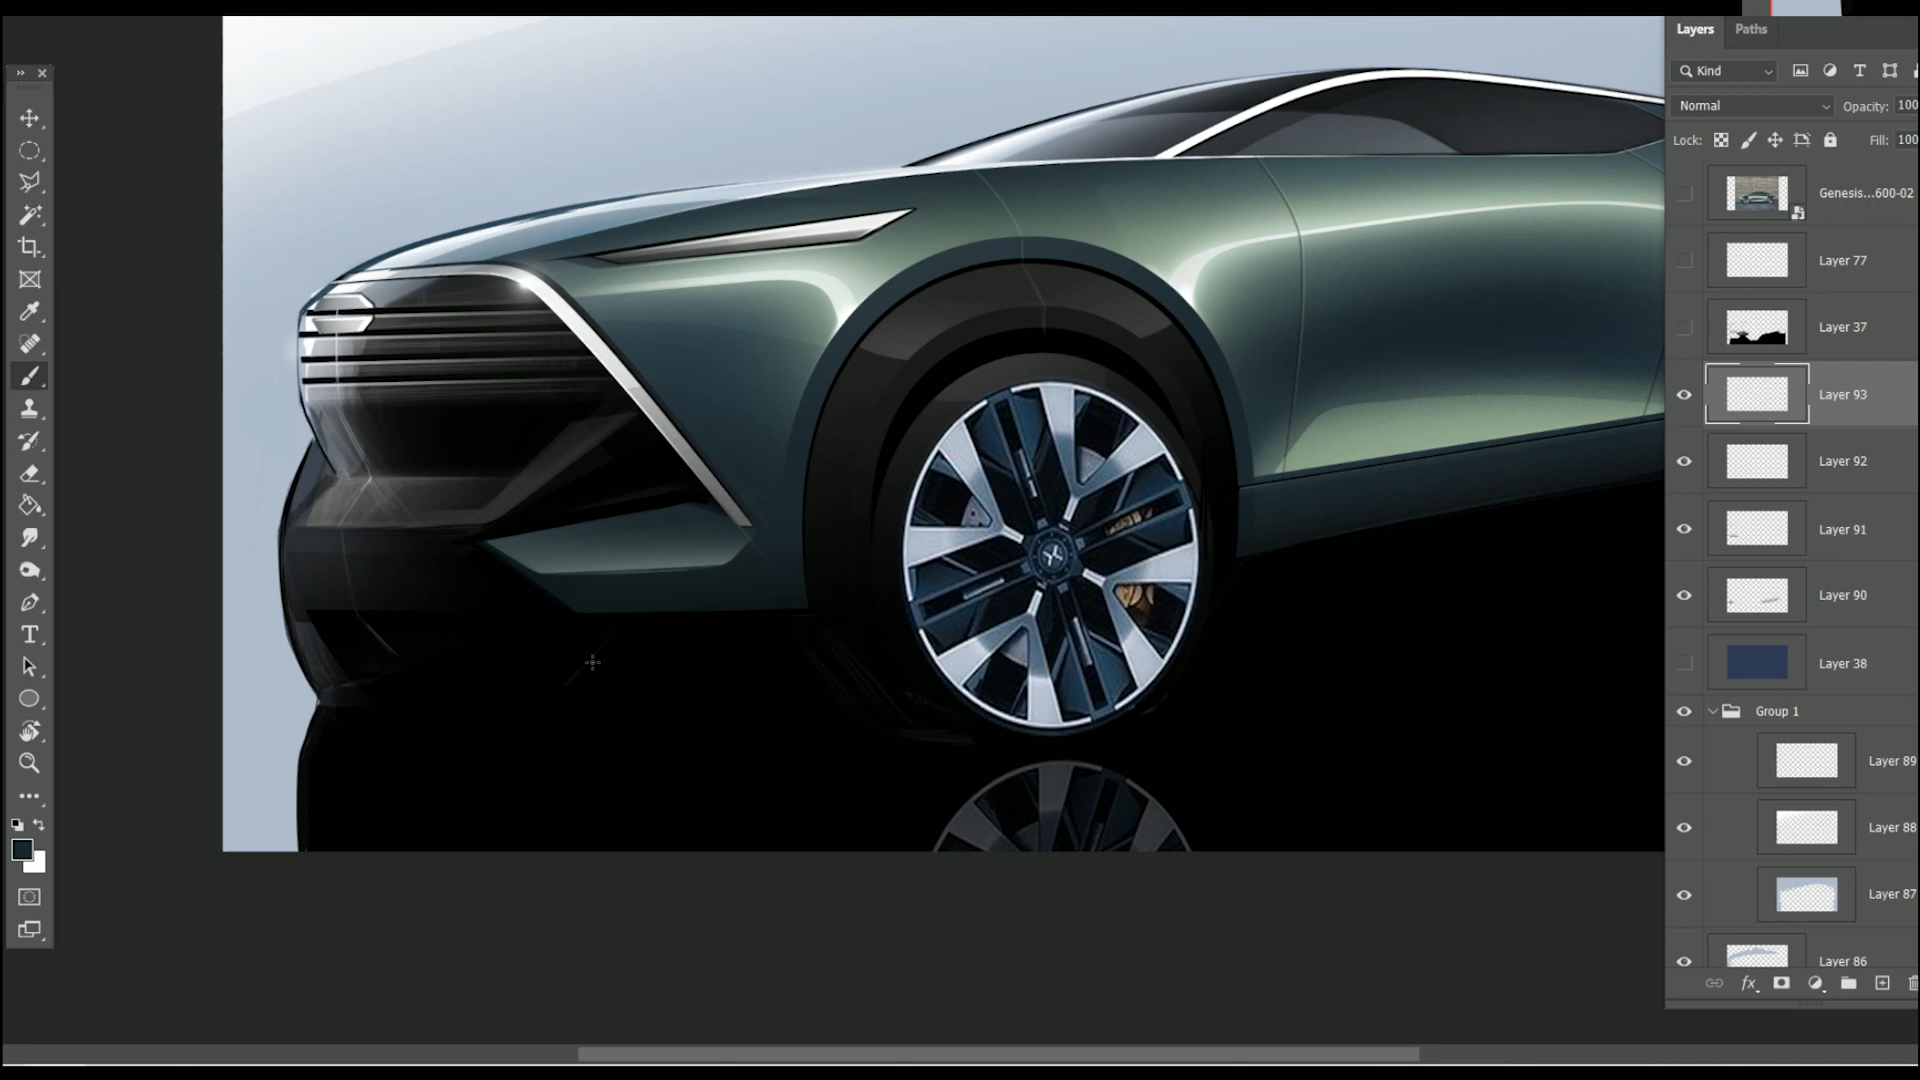 Layers Paths
Kind
Normal Opacity: 100
Lock: Fill: 100
Genesis...600-02
Layer 77
Layer 37
Layer 93
Layer 92
Layer 91
Layer 90
Layer 38
Group 1
Layer 89
Layer 88
Layer 87
Layer 86
fx